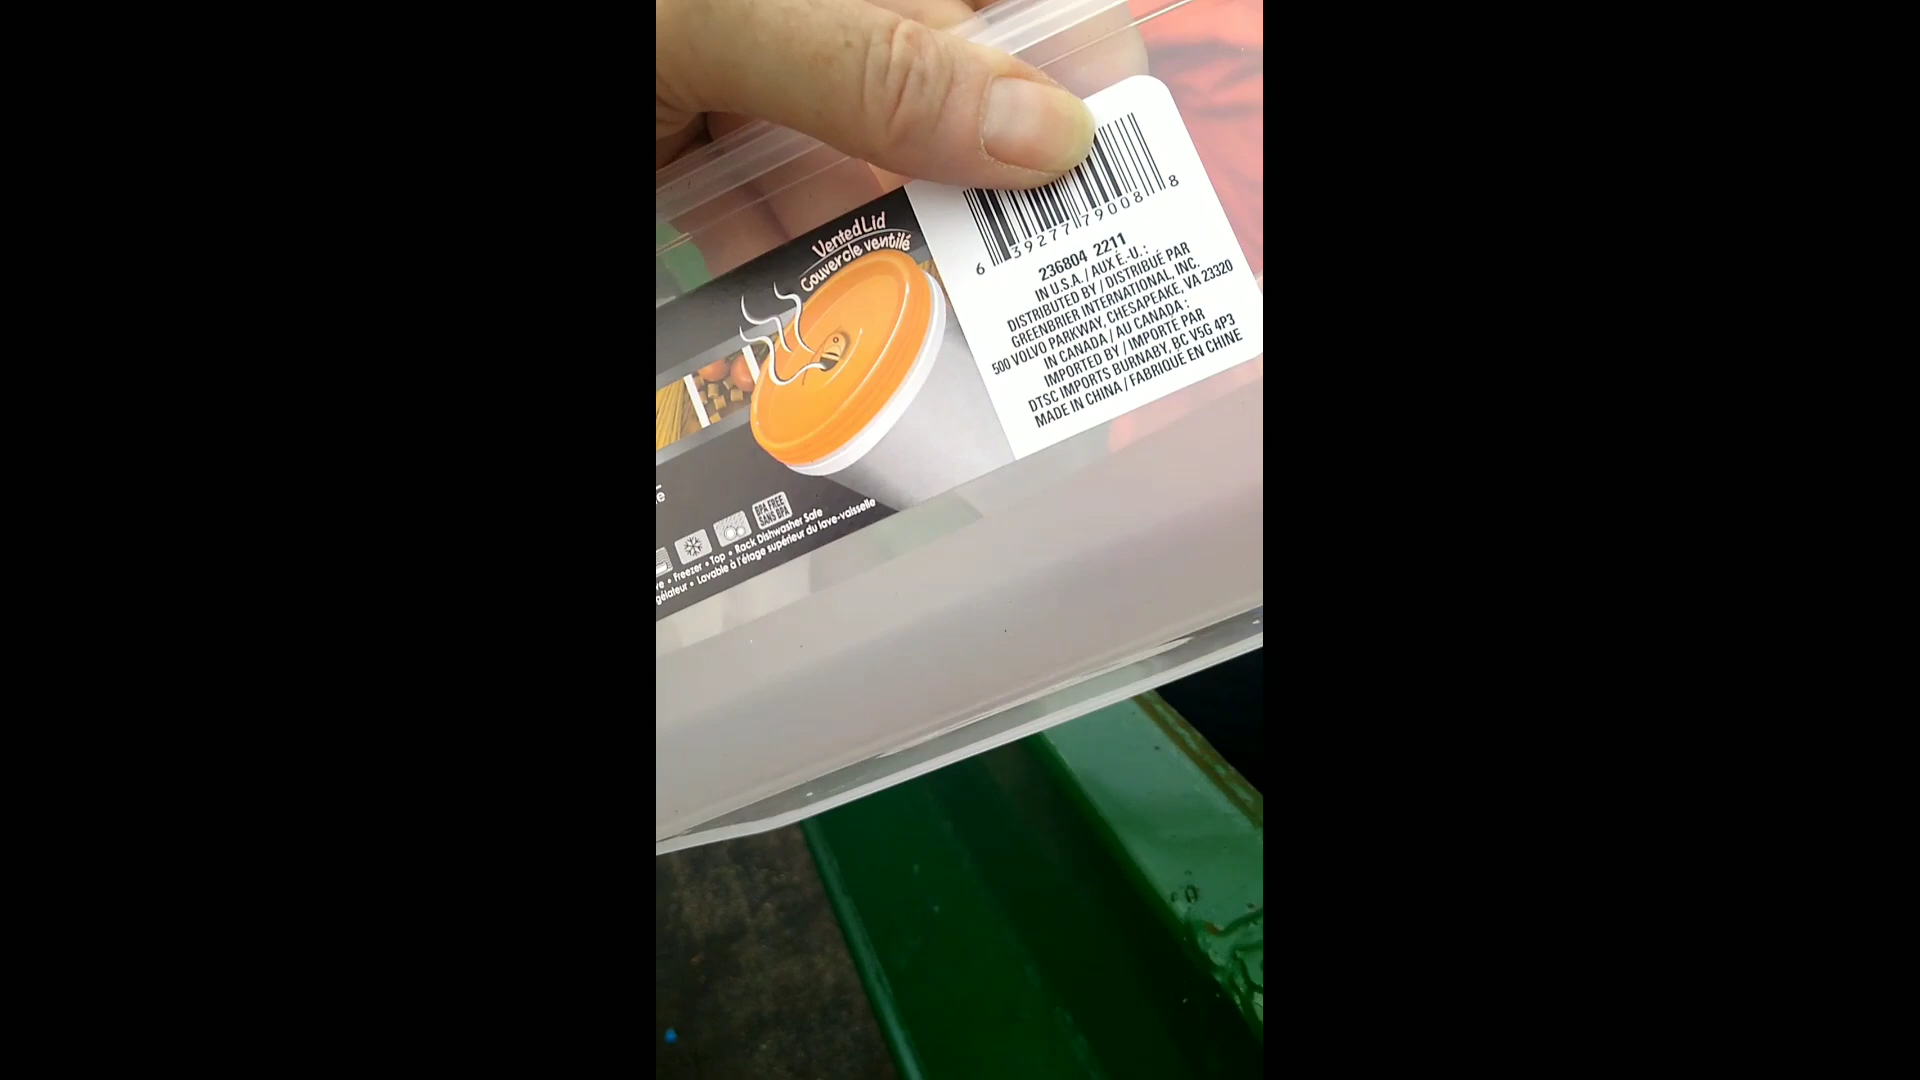 Vented Lid
Couvercle ventilé
BPA FREE
SANS BPA
• Freezer • Top • Rack Dishwasher Safe
• Lavable à l'étage supérieur du lave-vaisselle
6 39277 79008 8
236804 2211
IN U.S.A. / AUX É.-U. :
DISTRIBUTED BY / DISTRIBUÉ PAR
GREENBRIER INTERNATIONAL, INC.
500 VOLVO PARKWAY, CHESAPEAKE, VA 23320
IN CANADA / AU CANADA :
IMPORTED BY / IMPORTÉ PAR
DTSC IMPORTS BURNABY, BC V5G 4P3
MADE IN CHINA / FABRIQUÉ EN CHINE